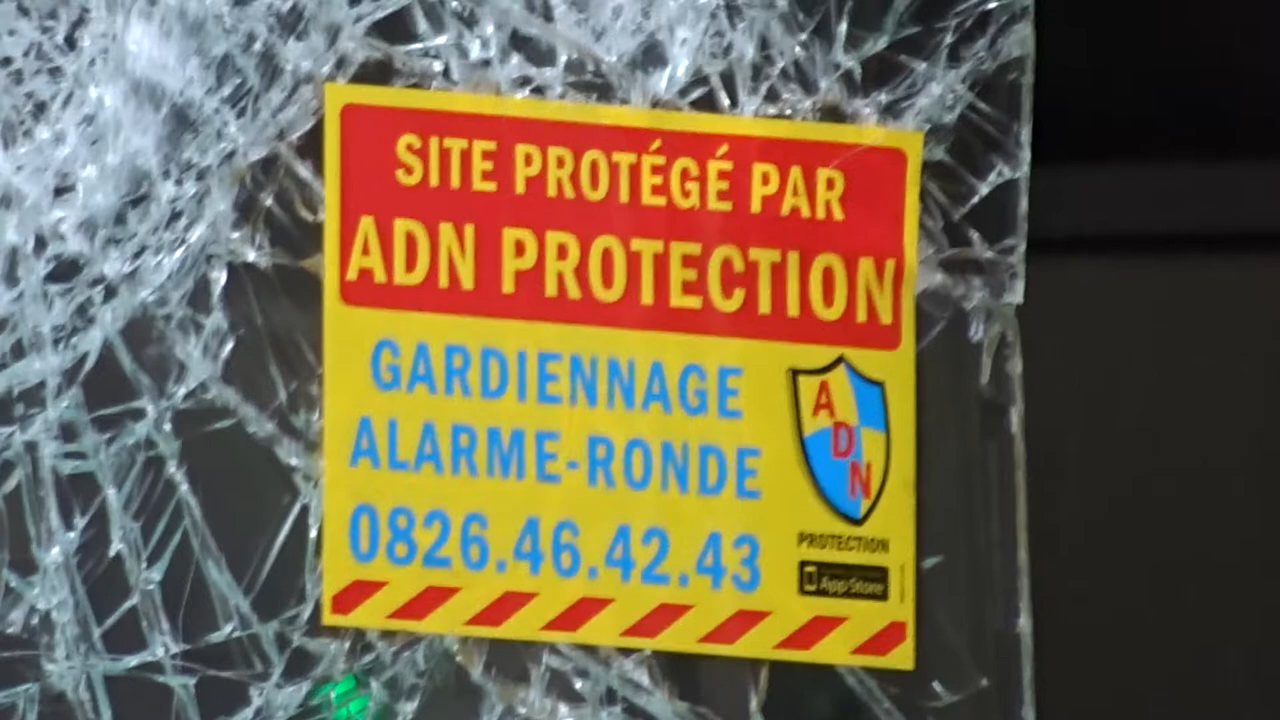 SITE PROTÉGÉ PAR
ADN PROTECTION
GARDIENNAGE
ALARME-RONDE
0826.46.42.43
ADN
PROTECTION
App Store